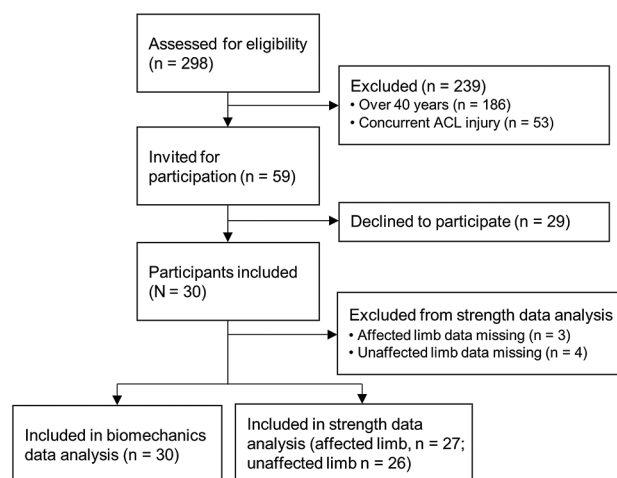 Assessed for eligibility
(n = 298)
Excluded (n = 239)
• Over 40 years (n = 186)
• Concurrent ACL injury (n = 53)
Invited for
participation (n = 59)
Declined to participate (n = 29)
Participants included
(N = 30)
Excluded from strength data analysis
• Affected limb data missing (n = 3)
• Unaffected limb data missing (n = 4)
Included in biomechanics
data analysis (n = 30)
Included in strength data
analysis (affected limb, n = 27;
unaffected limb n = 26)